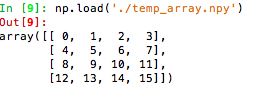 In [9]: np.load('./temp_array.npy')
Out[9]:
array([[ 0,  1,  2,  3],
       [ 4,  5,  6,  7],
       [ 8,  9, 10, 11],
       [12, 13, 14, 15]])